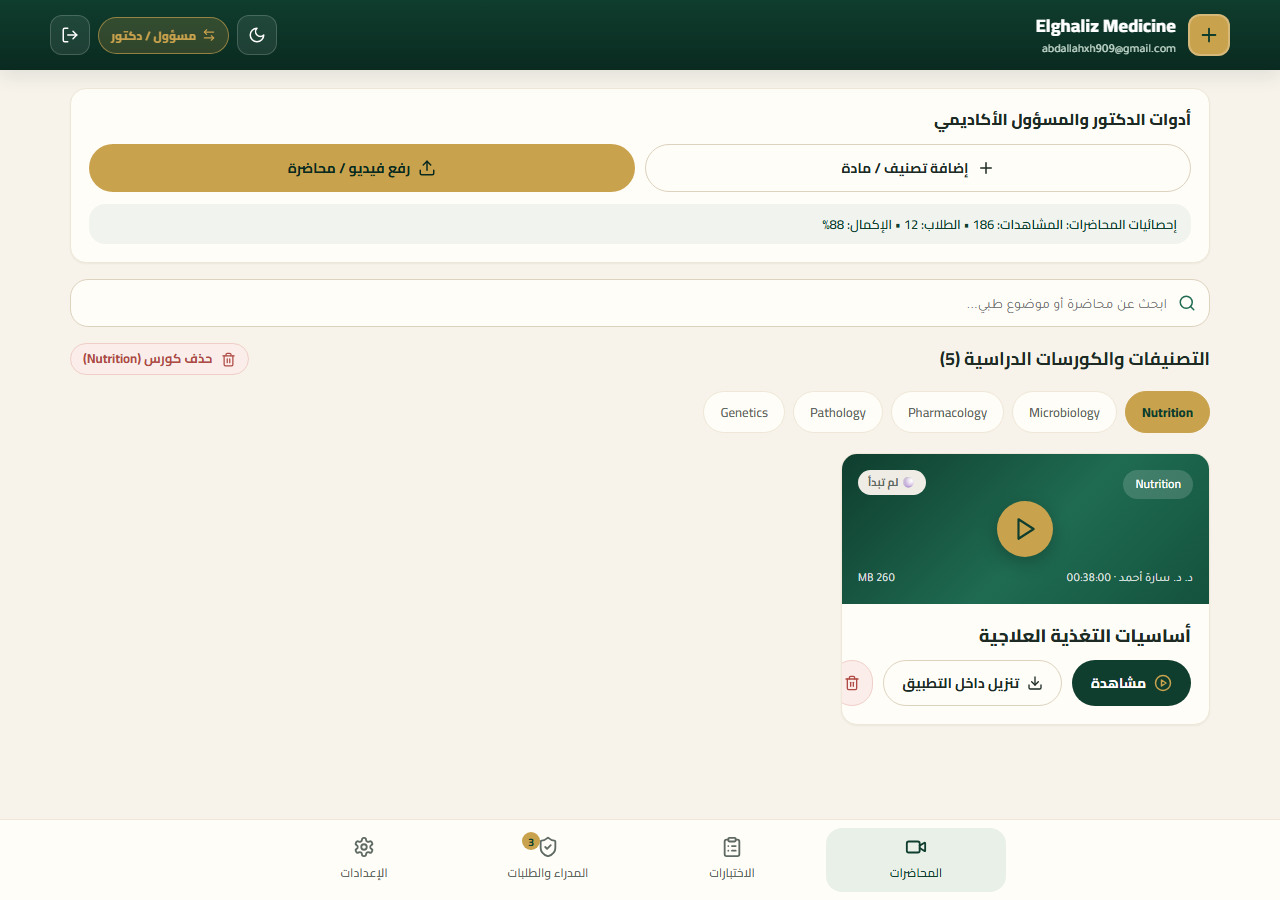 Elghaliz Medicine
abdallahxh909@gmail.com
مسؤول / دكتور
أدوات الدكتور والمسؤول الأكاديمي
إضافة تصنيف / مادة
رفع فيديو / محاضرة
إحصائيات المحاضرات: المشاهدات: 186 • الطلاب: 12 • الإكمال: 88%
ابحث عن محاضرة أو موضوع طبي...
التصنيفات والكورسات الدراسية (5)
حذف كورس (Nutrition)
Nutrition
Microbiology
Pharmacology
Pathology
Genetics
Nutrition
لم تبدأ
د. د. سارة أحمد · 00:38:00
260 MB
أساسيات التغذية العلاجية
مشاهدة
تنزيل داخل التطبيق
المحاضرات
الاختبارات
المدراء والطلبات
3
الإعدادات